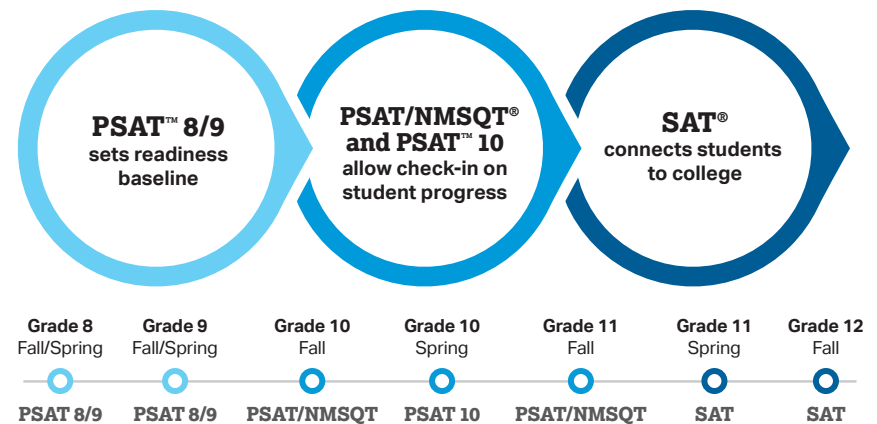 PSAT™ 8/9
sets readiness
baseline
PSAT/NMSQT®
and PSAT™ 10
allow check-in on
student progress
SAT®
connects students
to college
Grade 8
Fall/Spring
Grade 9
Fall/Spring
Grade 10
Fall
Grade 10
Spring
Grade 11
Fall
Grade 11
Spring
Grade 12
Fall
PSAT 8/9
PSAT 8/9
PSAT/NMSQT
PSAT 10
PSAT/NMSQT
SAT
SAT